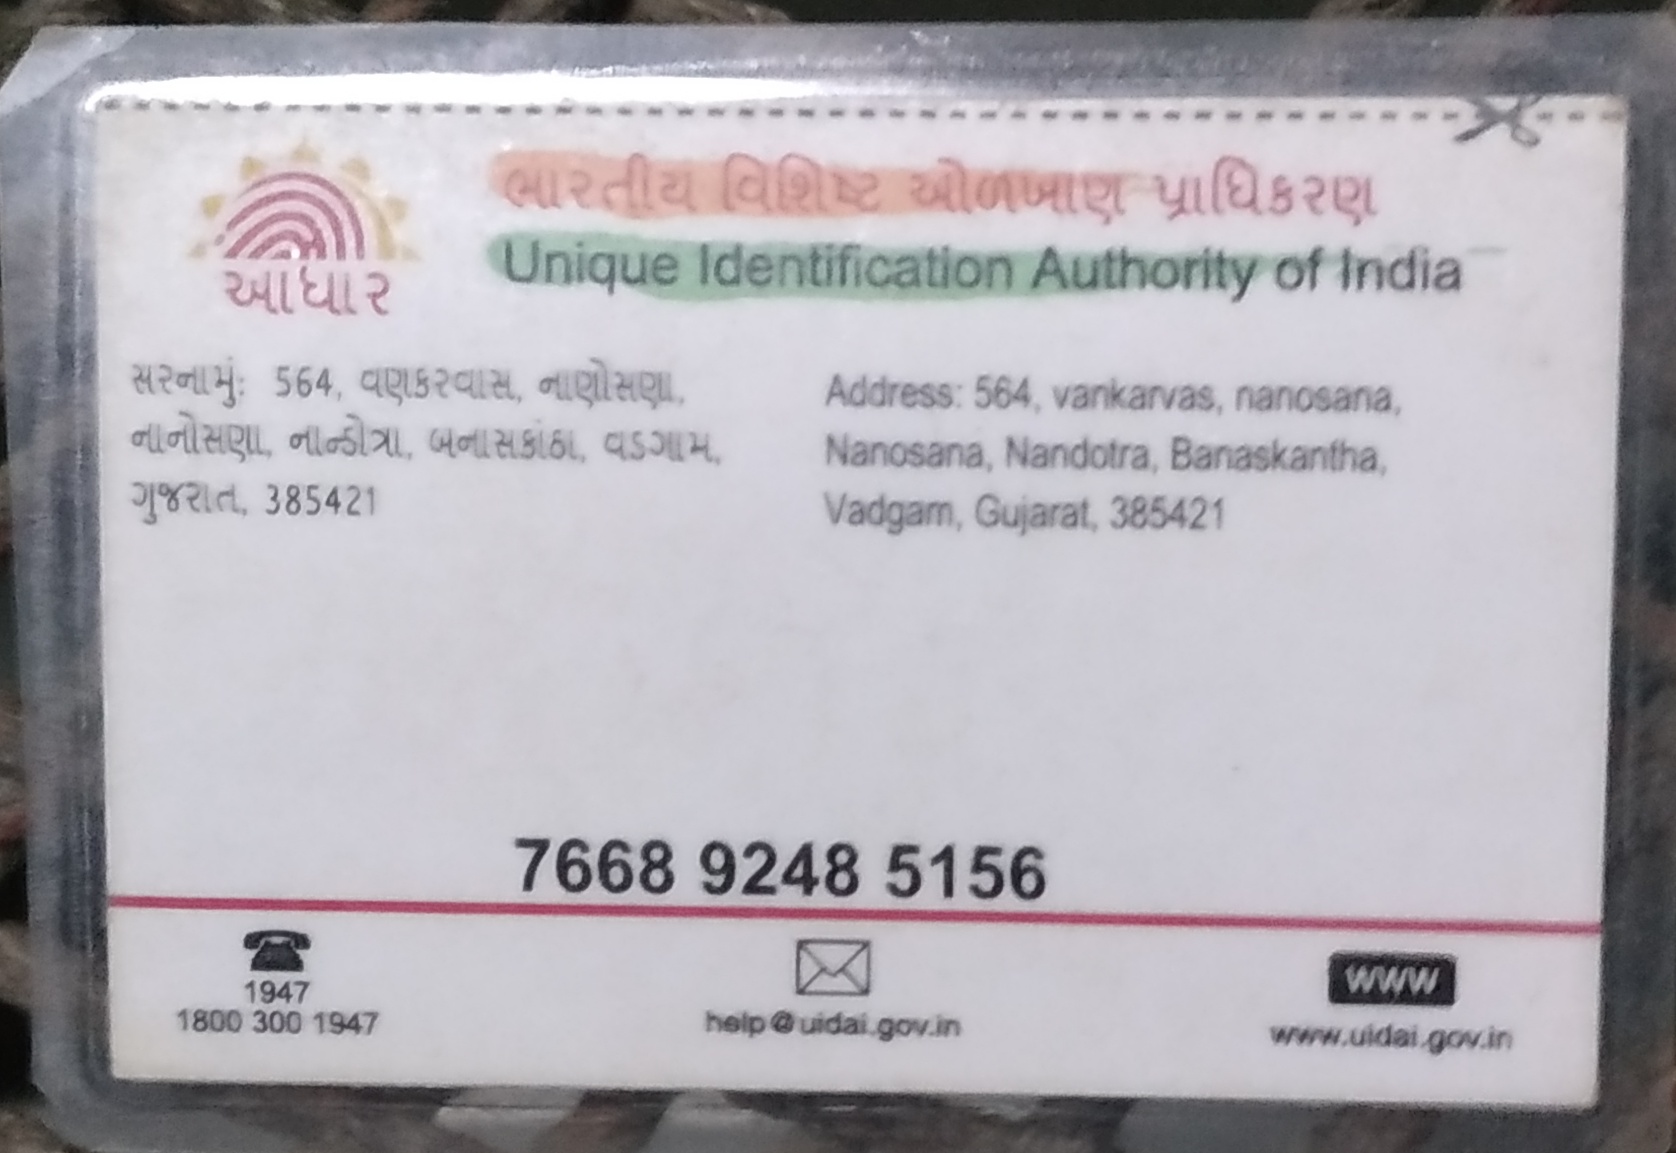 ભારતીય વિશિષ્ટ ઓળખાણ પ્રાધિકરણ
Unique Identification Authority of India
આધાર
સરનામું: 564, વણકરવાસ, નાણોસણા,
નાનોસણા, નાન્ડોત્રા, બનાસકાંઠા, વડગામ,
ગુજરાત, 385421
Address: 564, vankarvas, nanosana,
Nanosana, Nandotra, Banaskantha,
Vadgam, Gujarat, 385421
7668 9248 5156
1947
1800 300 1947
help@uidai.gov.in
www
www.uidai.gov.in